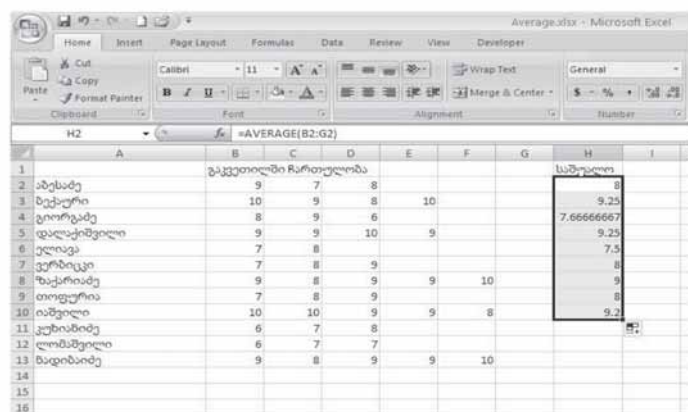 Average.xlsx - Microsoft Excel
Home Insert Page Layout Formulas Data Review View Developer
Paste
Cut
Copy
Format Painter
Calibri 11
Wrap Text
Merge & Center
General
Clipboard Font Alignment Number
H2 =AVERAGE(B2:G2)
A B C D E F G H I
1 გაკვეთილში ჩართულობა საშუალო
2 აბესაძე 9 7 8 8
3 ბექაური 10 9 8 10 9.25
4 გიორგაძე 8 9 6 7.66666667
5 დალაქიშვილი 9 9 10 9 9.25
6 ელიავა 7 8 7.5
7 ვერბიცკი 7 8 9 8
8 ზაქარიაძე 9 8 9 9 10 9
9 თოფურია 7 8 9 8
10 იაშვილი 10 10 9 9 8 9.2
11 6 7 8
12 ლომაშვილი 6 7 7
13 ნადიბაიძე 9 8 9 9 10
14
15
16